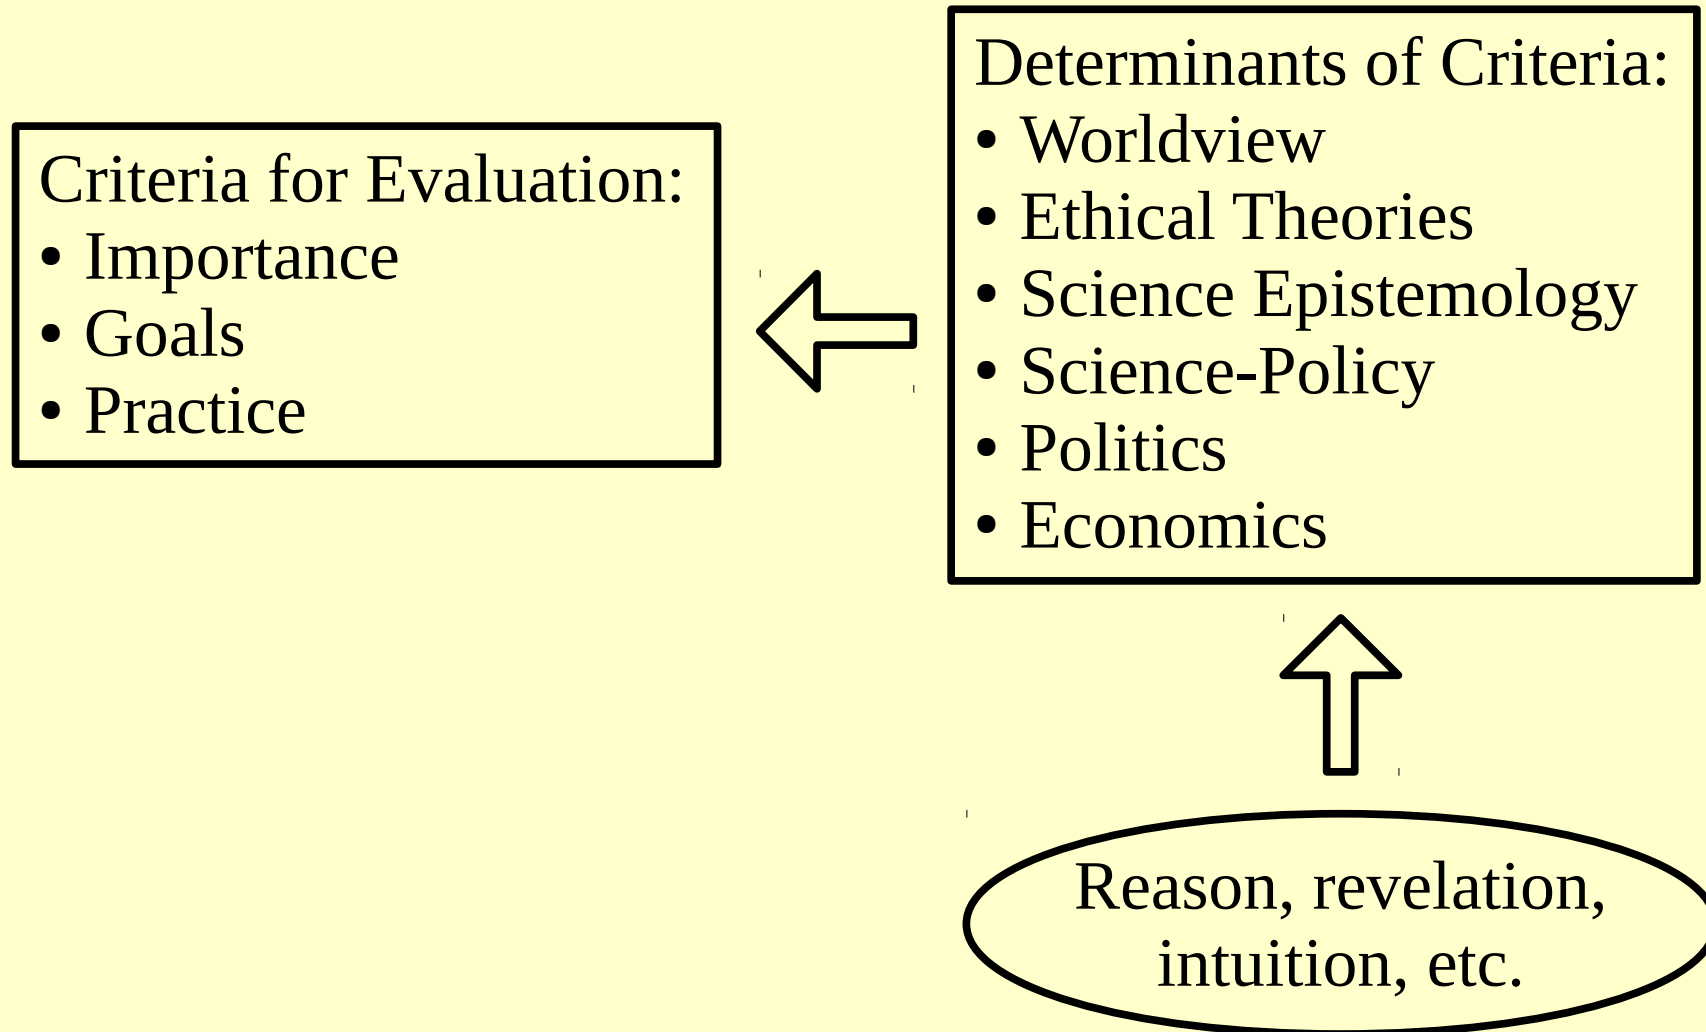 Criteria for Evaluation:
• Importance
• Goals
• Practice
Determinants of Criteria:
• Worldview
• Ethical Theories
• Science Epistemology
• Science-Policy
• Politics
• Economics
Reason, revelation,
intuition, etc.